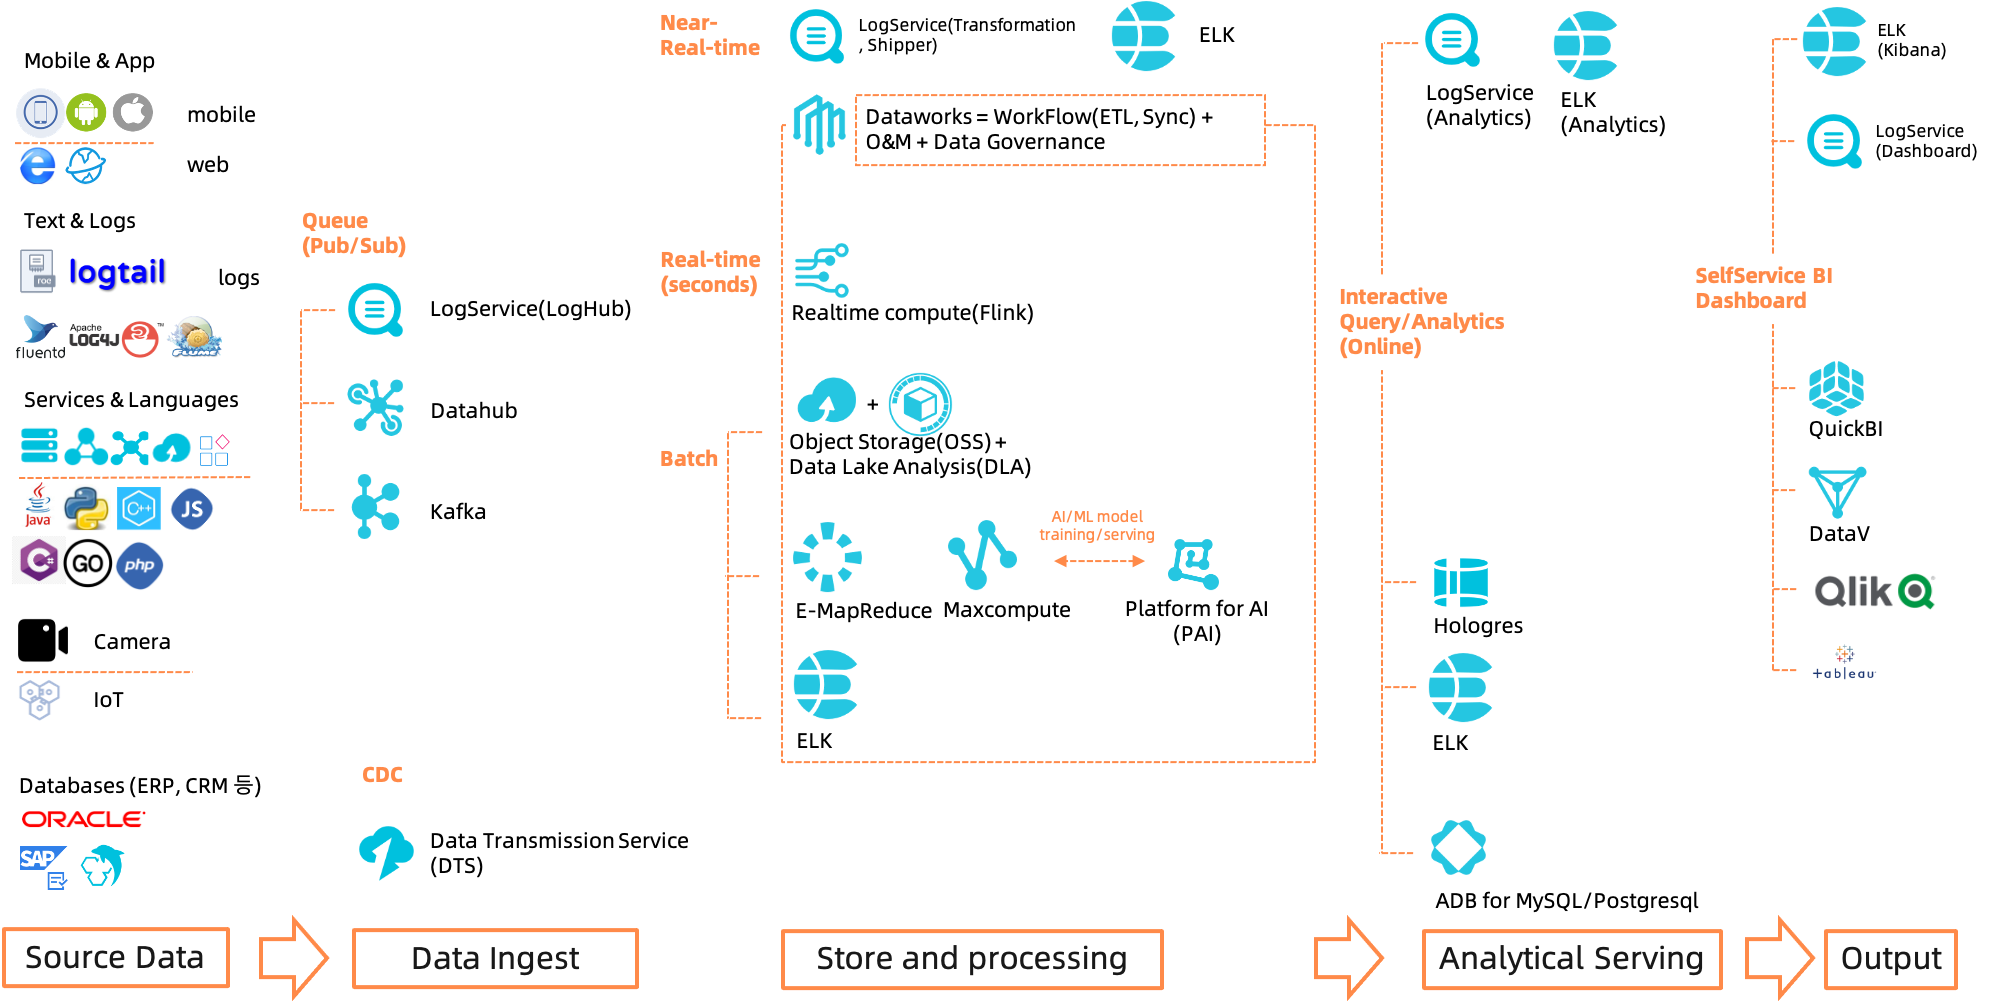 Mobile & App
mobile
web
Text & Logs
roc
logtail
logs
fluentd
Apache
LOG4J
TM
FLUME
Services & Languages
Java
C++
JS
C#
GO
php
Camera
IoT
Databases (ERP, CRM 등)
ORACLE
SAP
Source Data
Queue
(Pub/Sub)
LogService(LogHub)
Datahub
Kafka
CDC
Data Transmission Service
(DTS)
Data Ingest
Near-
Real-time
LogService(Transformation
, Shipper)
ELK
Dataworks = WorkFlow(ETL, Sync) +
O&M + Data Governance
Real-time
(seconds)
Realtime compute(Flink)
Batch
+
Object Storage(OSS) +
Data Lake Analysis(DLA)
E-MapReduce
Maxcompute
AI/ML model
training/serving
Platform for AI
(PAI)
ELK
Store and processing
LogService
(Analytics)
ELK
(Analytics)
Interactive
Query/Analytics
(Online)
Hologres
ELK
ADB for MySQL/Postgresql
Analytical Serving
ELK
(Kibana)
LogService
(Dashboard)
SelfService BI
Dashboard
QuickBI
DataV
Qlik
+ableau
Output